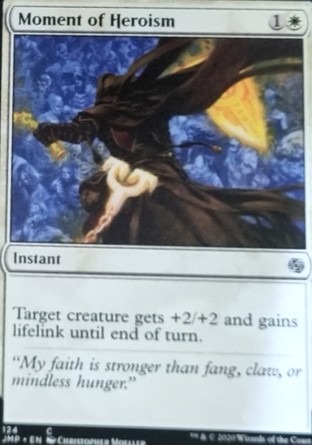 Moment of Heroism 1
Instant
Target creature gets +2/+2 and gains
lifelink until end of turn.
"My faith is stronger than fang, claw, or
mindless hunger."
124 C
JMP • EN Christopher Moeller
™ & © 2020 Wizards of the Coast